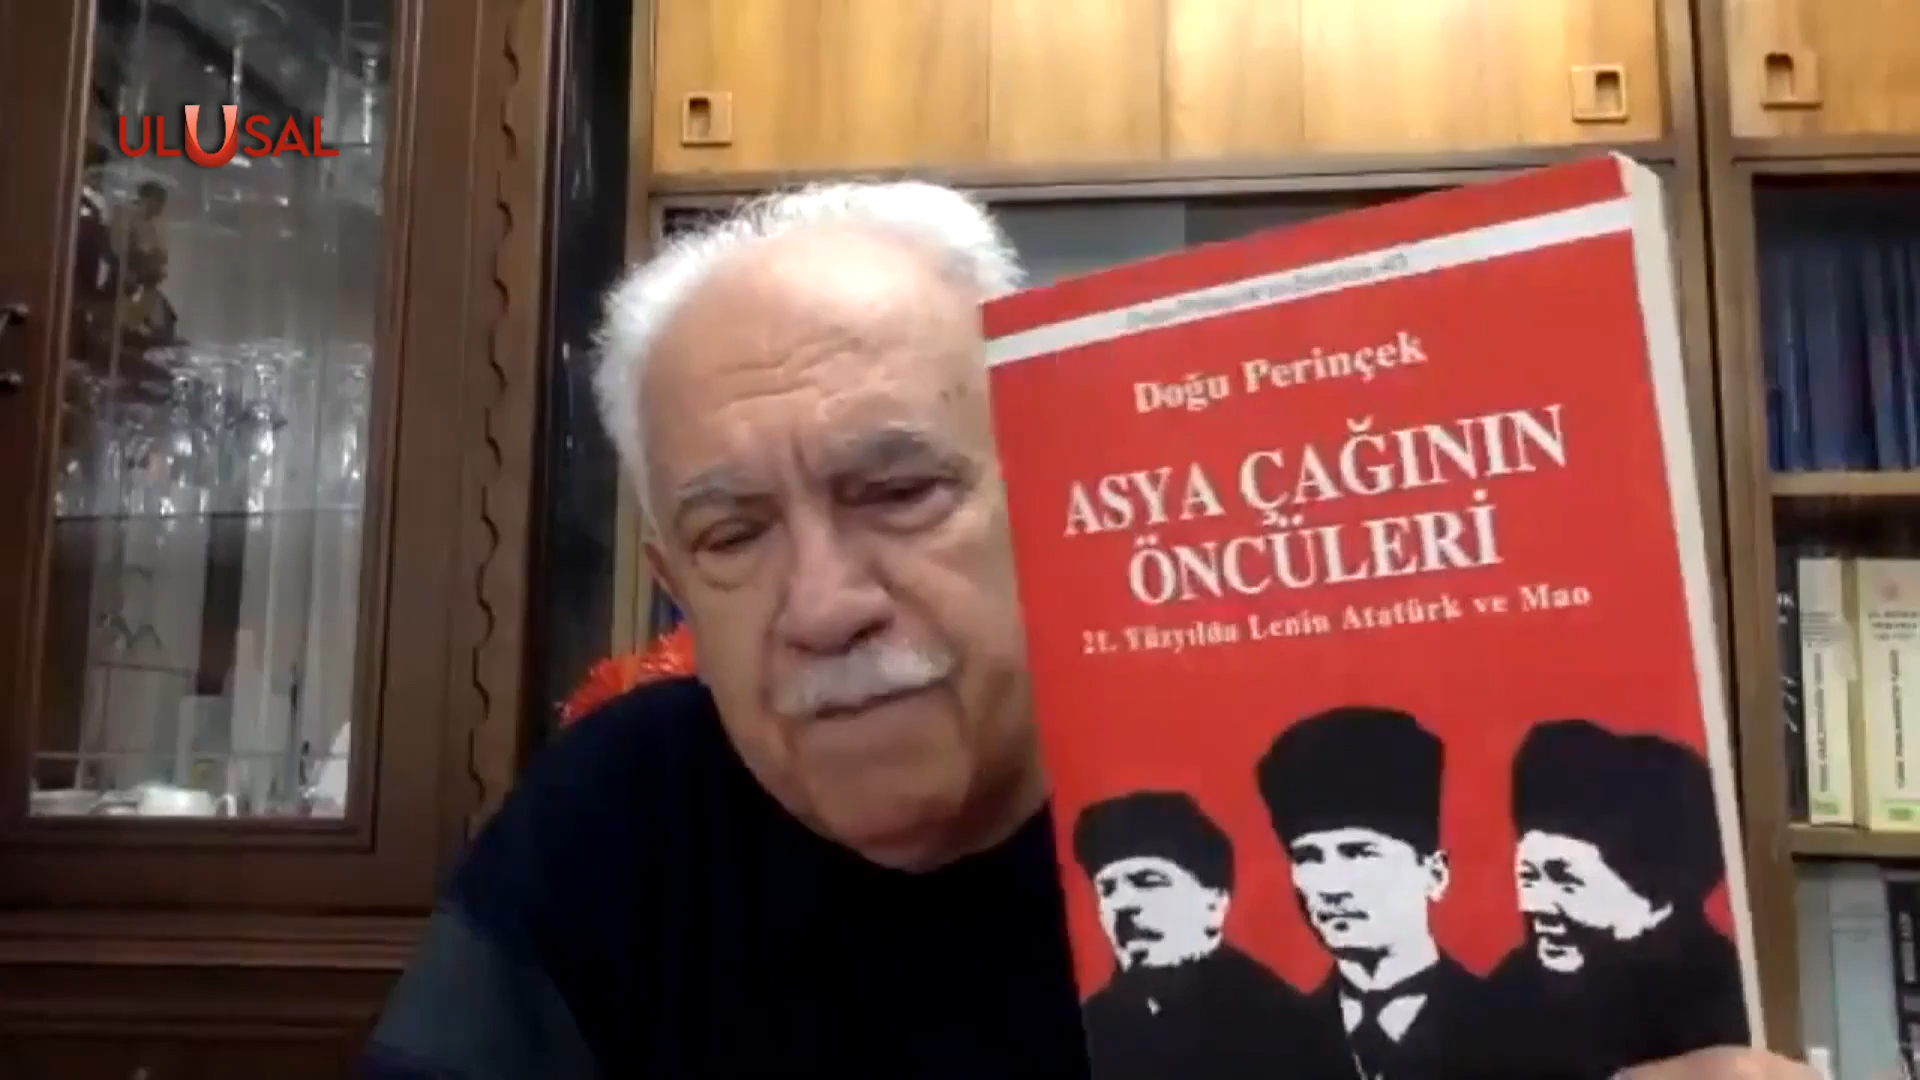 ULUSAL
Doğu Perinçek
ASYA ÇAĞININ
ÖNCÜLERİ
21. Yüzyılda Lenin Atatürk ve Mao